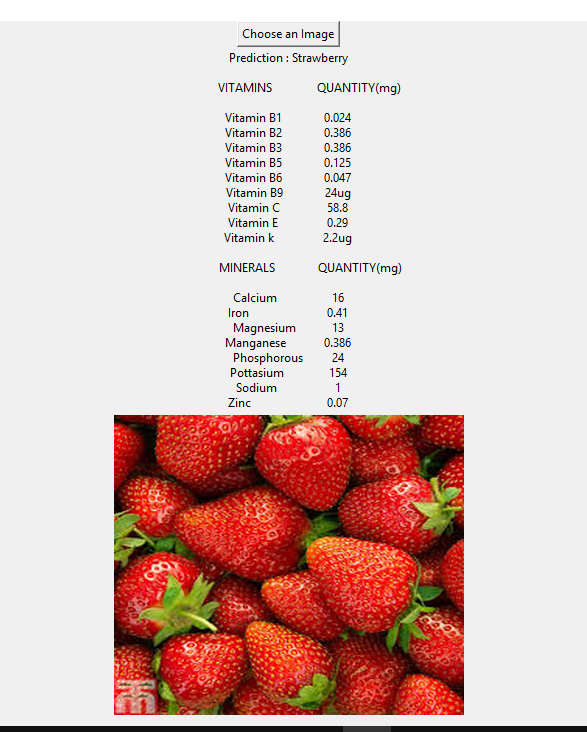 Choose an Image
Prediction : Strawberry
VITAMINS QUANTITY(mg)
Vitamin B1 0.024
Vitamin B2 0.386
Vitamin B3 0.386
Vitamin B5 0.125
Vitamin B6 0.047
Vitamin B9 24ug
Vitamin C 58.8
Vitamin E 0.29
Vitamin k 2.2ug
MINERALS QUANTITY(mg)
Calcium 16
Iron 0.41
Magnesium 13
Manganese 0.386
Phosphorous 24
Pottasium 154
Sodium 1
Zinc 0.07